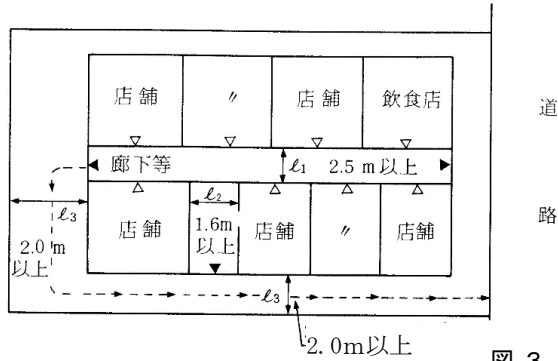 店舗 〃 店舗 飲食店
廊下等 ℓ1 2.5m以上
道路
ℓ3
2.0m
以上
店舗
ℓ2
1.6m
以上
店舗 〃 店舗
ℓ3
2.0m以上
図 3